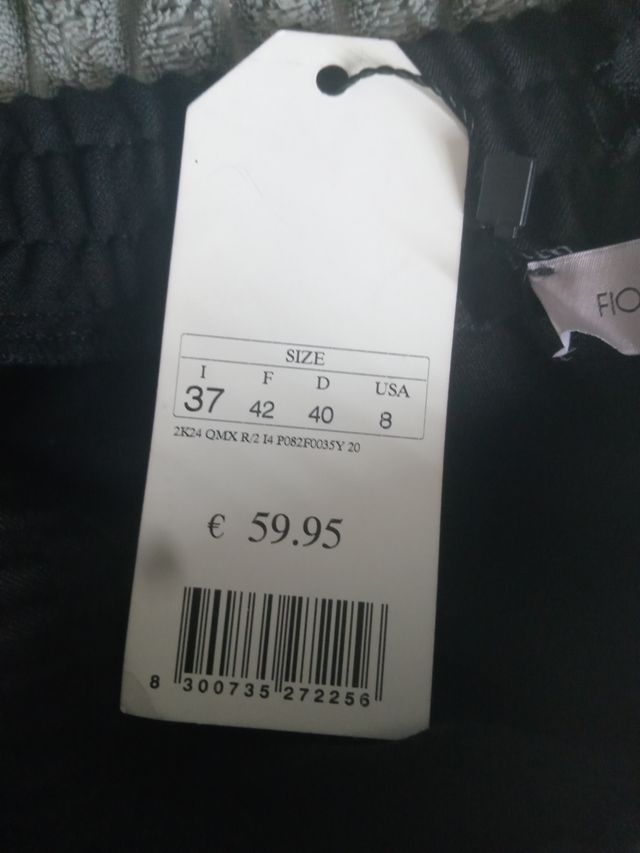 SIZE
I F D USA
37 42 40 8
2K24 QMX R/2 I4 P082F0035Y 20
€ 59.95
8 300735 272256
FIO